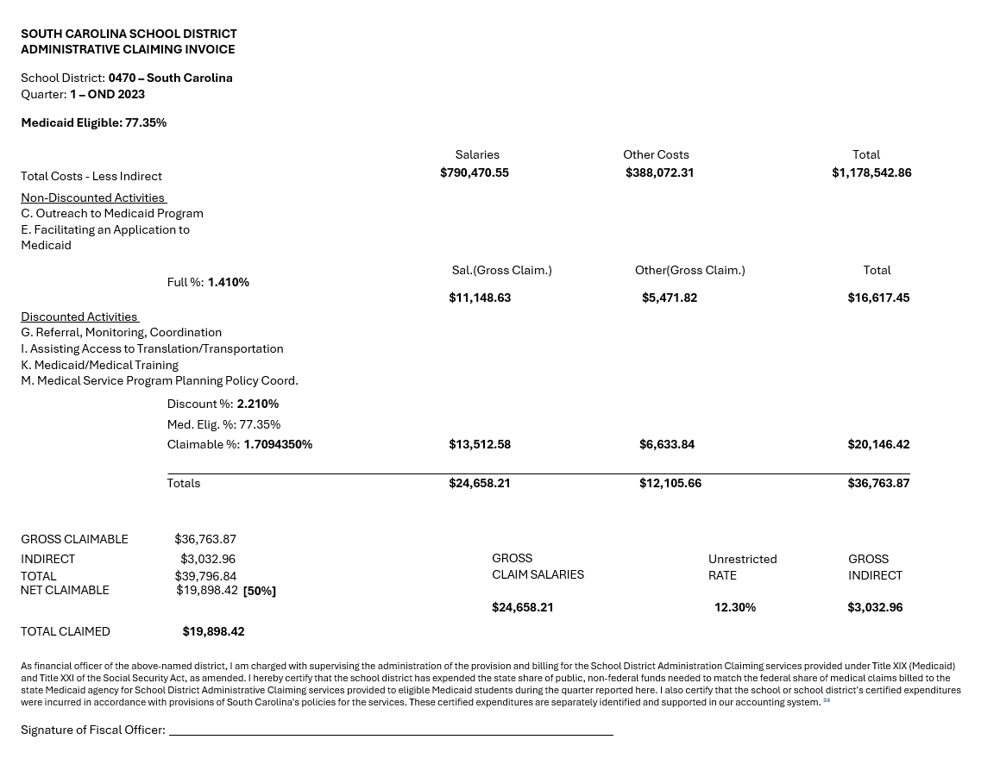 SOUTH CAROLINA SCHOOL DISTRICT
ADMINISTRATIVE CLAIMING INVOICE
School District: 0470 – South Carolina
Quarter: 1 – OND 2023
Medicaid Eligible: 77.35%
Salaries Other Costs Total
Total Costs - Less Indirect $790,470.55 $388,072.31 $1,178,542.86
Non-Discounted Activities
C. Outreach to Medicaid Program
E. Facilitating an Application to
Medicaid
Sal.(Gross Claim.) Other(Gross Claim.) Total
Full %: 1.410%
$11,148.63 $5,471.82 $16,617.45
Discounted Activities
G. Referral, Monitoring, Coordination
I. Assisting Access to Translation/Transportation
K. Medicaid/Medical Training
M. Medical Service Program Planning Policy Coord.
Discount %: 2.210%
Med. Elig. %: 77.35%
Claimable %: 1.7094350% $13,512.58 $6,633.84 $20,146.42
Totals $24,658.21 $12,105.66 $36,763.87
GROSS CLAIMABLE $36,763.87
INDIRECT $3,032.96 GROSS Unrestricted GROSS
TOTAL $39,796.84 CLAIM SALARIES RATE INDIRECT
NET CLAIMABLE $19,898.42 [50%]
$24,658.21 12.30% $3,032.96
TOTAL CLAIMED $19,898.42
As financial officer of the above-named district, I am charged with supervising the administration of the provision and billing for the School District Administration Claiming services provided under Title XIX (Medicaid)
and Title XXI of the Social Security Act, as amended. I hereby certify that the school district has expended the state share of public, non-federal funds needed to match the federal share of medical claims billed to the
state Medicaid agency for School District Administrative Claiming services provided to eligible Medicaid students during the quarter reported here. I also certify that the school or school district's certified expenditures
were incurred in accordance with provisions of South Carolina's policies for the services. These certified expenditures are separately identified and supported in our accounting system. 24
Signature of Fiscal Officer: